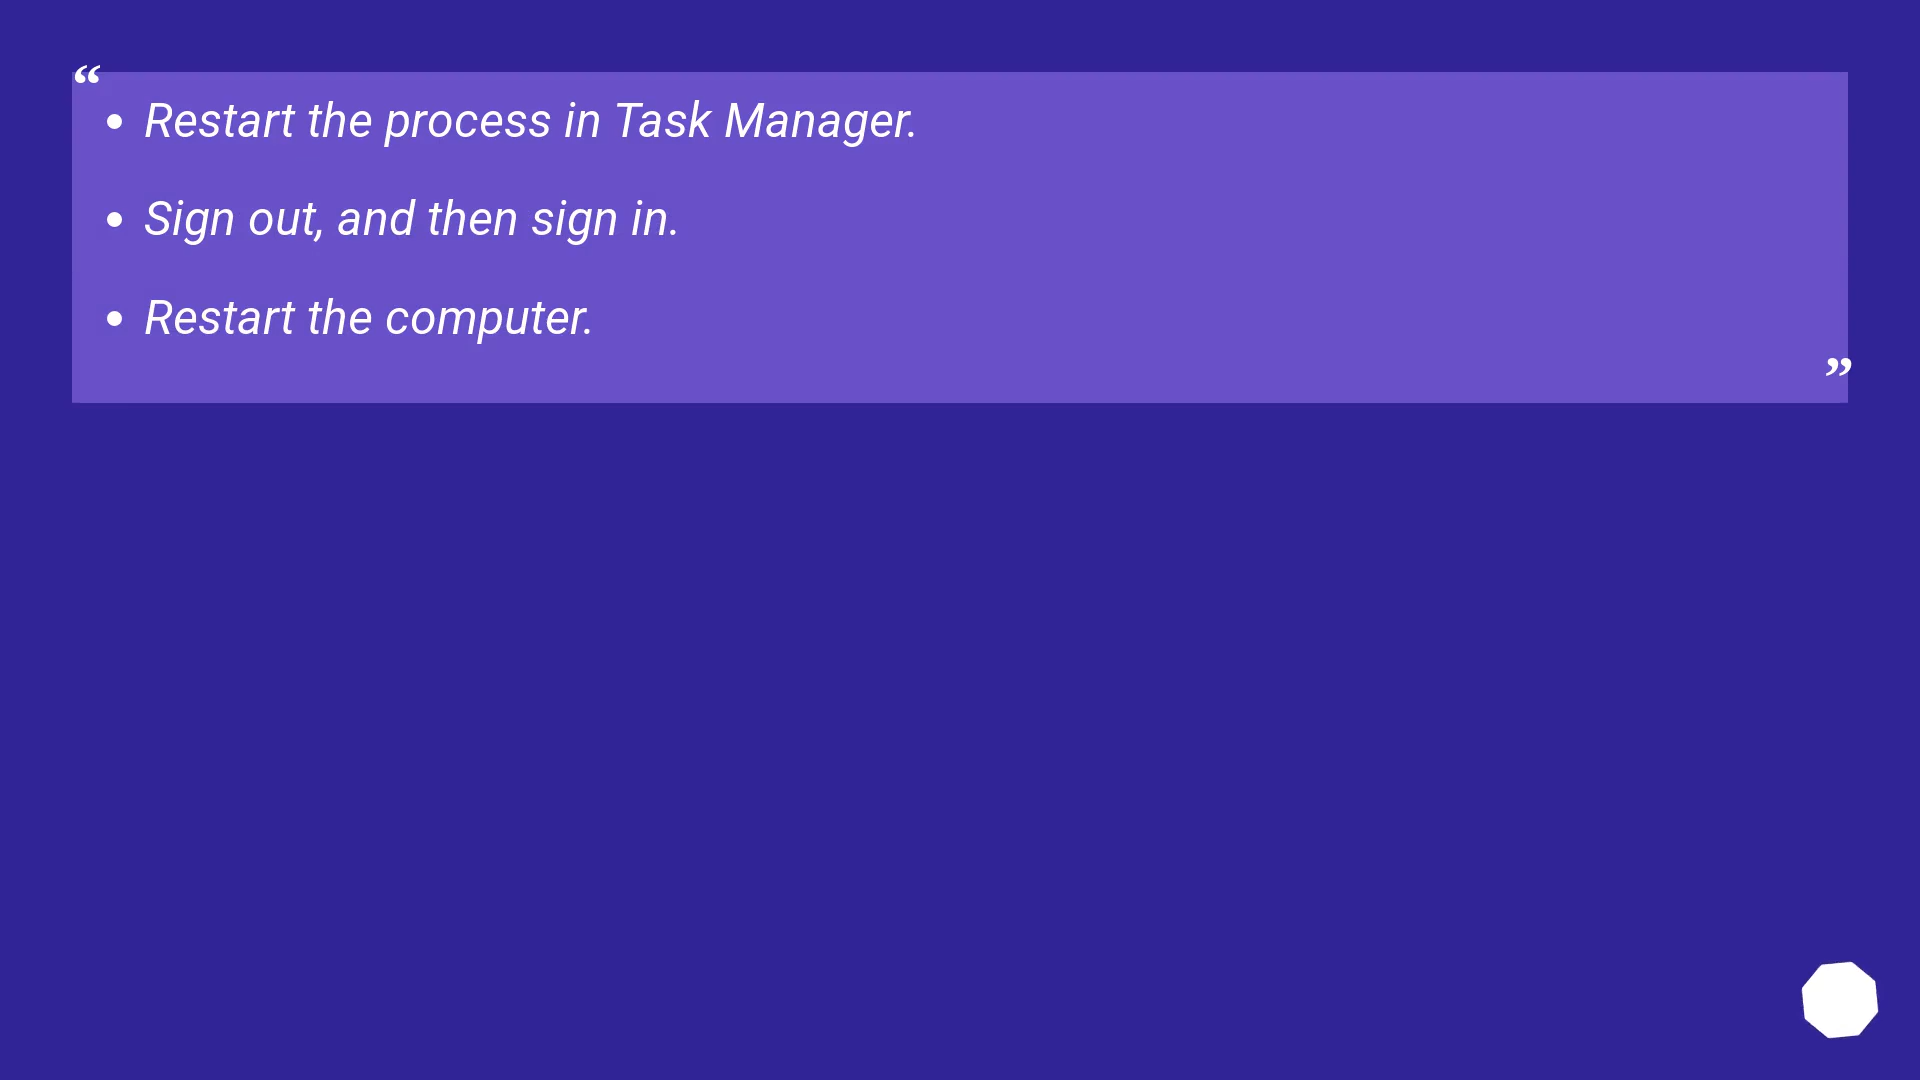 “
• Restart the process in Task Manager.
• Sign out, and then sign in.
• Restart the computer.
”